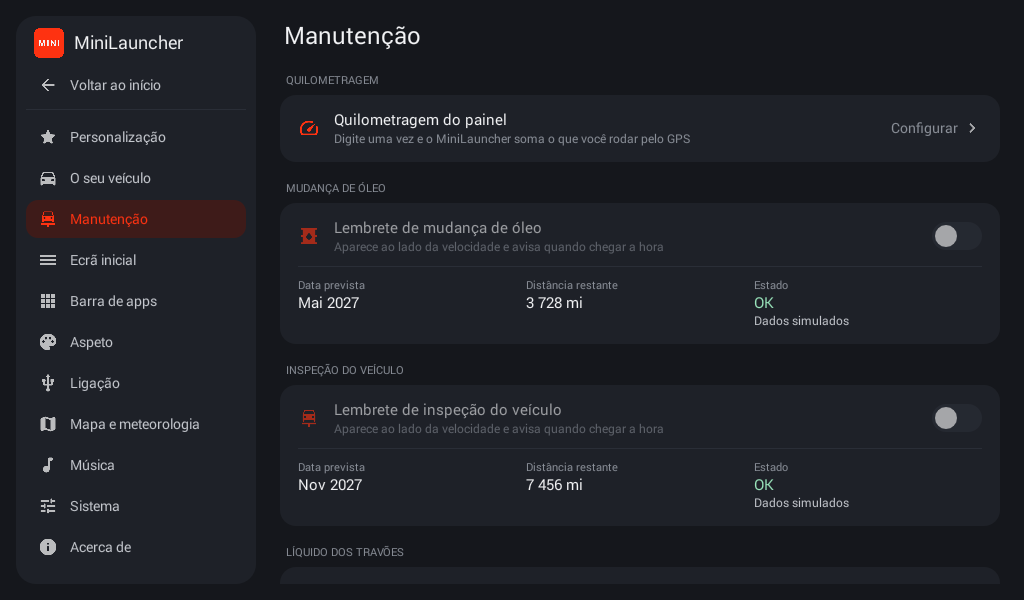 MINI MiniLauncher
Voltar ao início
Personalização
O seu veículo
Manutenção
Ecrã inicial
Barra de apps
Aspeto
Ligação
Mapa e meteorologia
Música
Sistema
Acerca de
Manutenção
QUILOMETRAGEM
Quilometragem do painel
Digite uma vez e o MiniLauncher soma o que você rodar pelo GPS
Configurar
MUDANÇA DE ÓLEO
Lembrete de mudança de óleo
Aparece ao lado da velocidade e avisa quando chegar a hora
Data prevista
Mai 2027
Distância restante
3 728 mi
Estado
OK
Dados simulados
INSPEÇÃO DO VEÍCULO
Lembrete de inspeção do veículo
Aparece ao lado da velocidade e avisa quando chegar a hora
Data prevista
Nov 2027
Distância restante
7 456 mi
Estado
OK
Dados simulados
LÍQUIDO DOS TRAVÕES